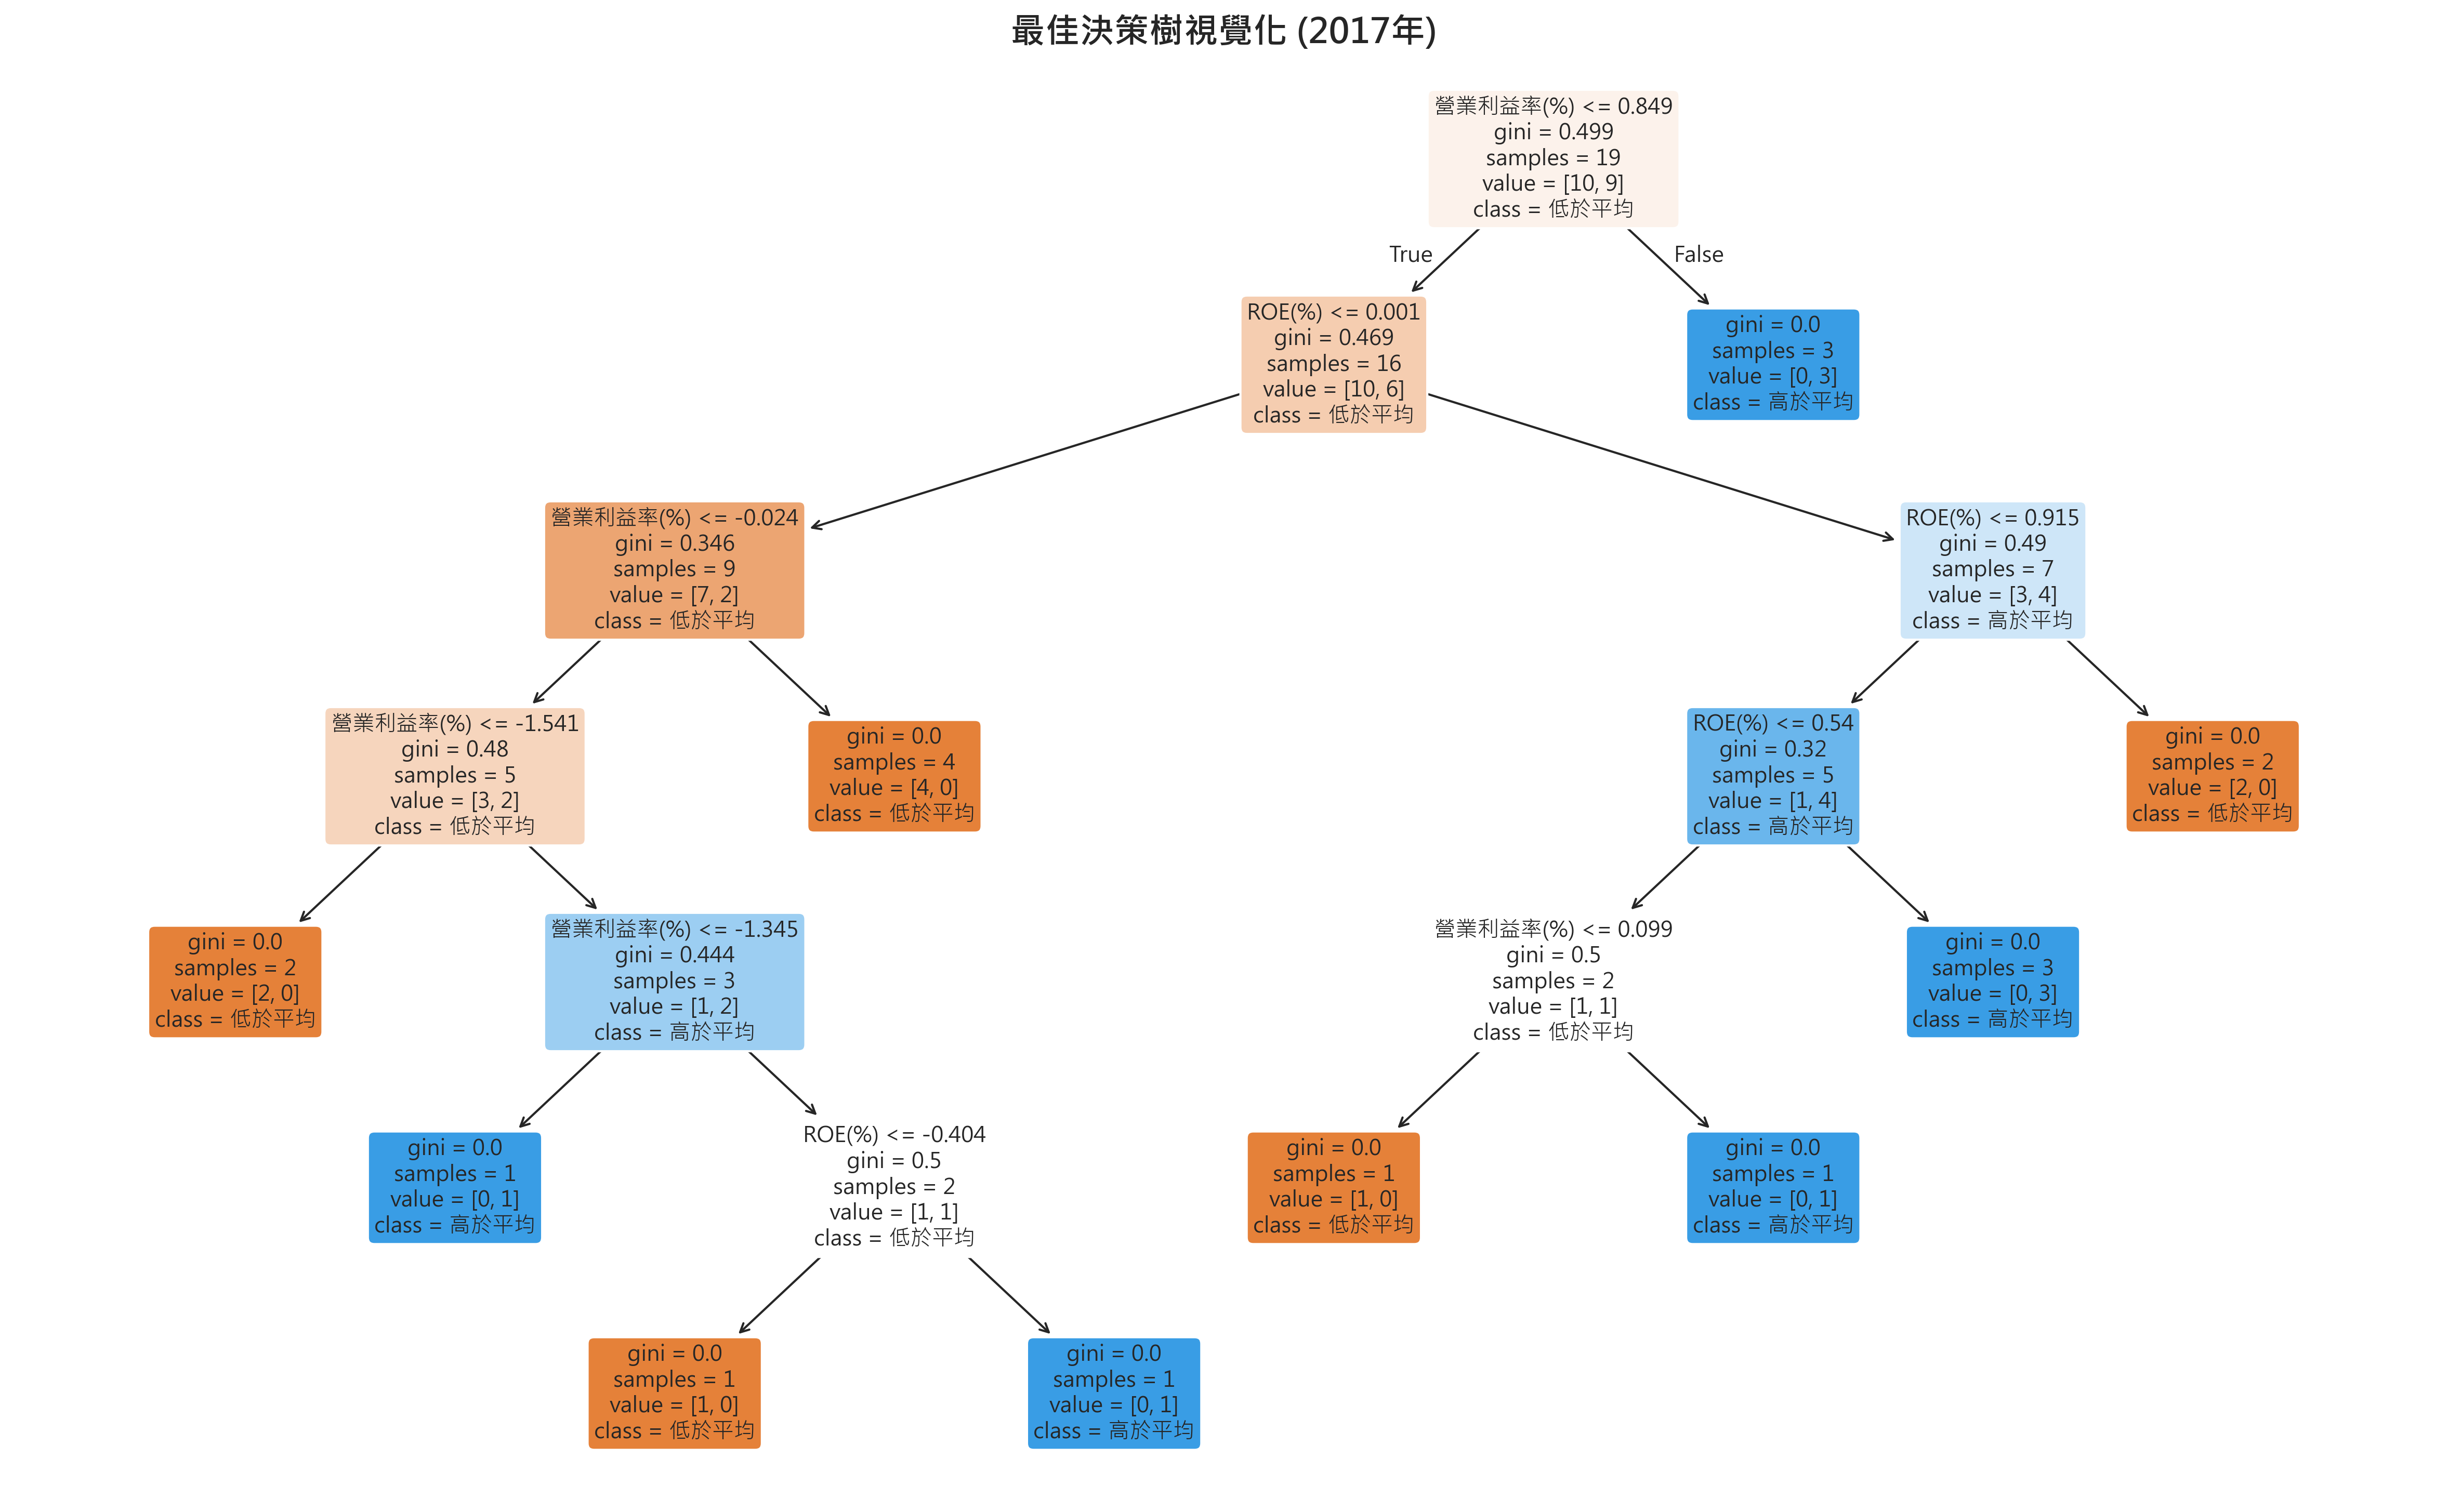 最佳決策樹視覺化 (2017年)
營業利益率(%) <= 0.849
gini = 0.499
samples = 19
value = [10, 9]
class = 低於平均
True
False
ROE(%) <= 0.001
gini = 0.469
samples = 16
value = [10, 6]
class = 低於平均
gini = 0.0
samples = 3
value = [0, 3]
class = 高於平均
營業利益率(%) <= -0.024
gini = 0.346
samples = 9
value = [7, 2]
class = 低於平均
ROE(%) <= 0.915
gini = 0.49
samples = 7
value = [3, 4]
class = 高於平均
營業利益率(%) <= -1.541
gini = 0.48
samples = 5
value = [3, 2]
class = 低於平均
gini = 0.0
samples = 4
value = [4, 0]
class = 低於平均
ROE(%) <= 0.54
gini = 0.32
samples = 5
value = [1, 4]
class = 高於平均
gini = 0.0
samples = 2
value = [2, 0]
class = 低於平均
gini = 0.0
samples = 2
value = [2, 0]
class = 低於平均
營業利益率(%) <= -1.345
gini = 0.444
samples = 3
value = [1, 2]
class = 高於平均
營業利益率(%) <= 0.099
gini = 0.5
samples = 2
value = [1, 1]
class = 低於平均
gini = 0.0
samples = 3
value = [0, 3]
class = 高於平均
gini = 0.0
samples = 1
value = [0, 1]
class = 高於平均
ROE(%) <= -0.404
gini = 0.5
samples = 2
value = [1, 1]
class = 低於平均
gini = 0.0
samples = 1
value = [1, 0]
class = 低於平均
gini = 0.0
samples = 1
value = [0, 1]
class = 高於平均
gini = 0.0
samples = 1
value = [1, 0]
class = 低於平均
gini = 0.0
samples = 1
value = [0, 1]
class = 高於平均